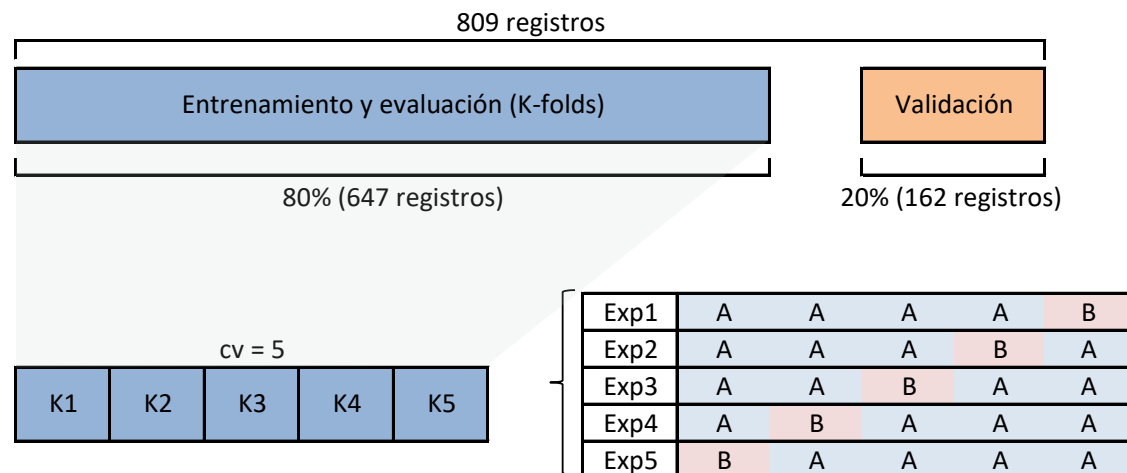 809 registros
Entrenamiento y evaluación (K-folds)
Validación
80% (647 registros)
20% (162 registros)
cv = 5
K1 K2 K3 K4 K5
Exp1 A A A A B
Exp2 A A A B A
Exp3 A A B A A
Exp4 A B A A A
Exp5 B A A A A